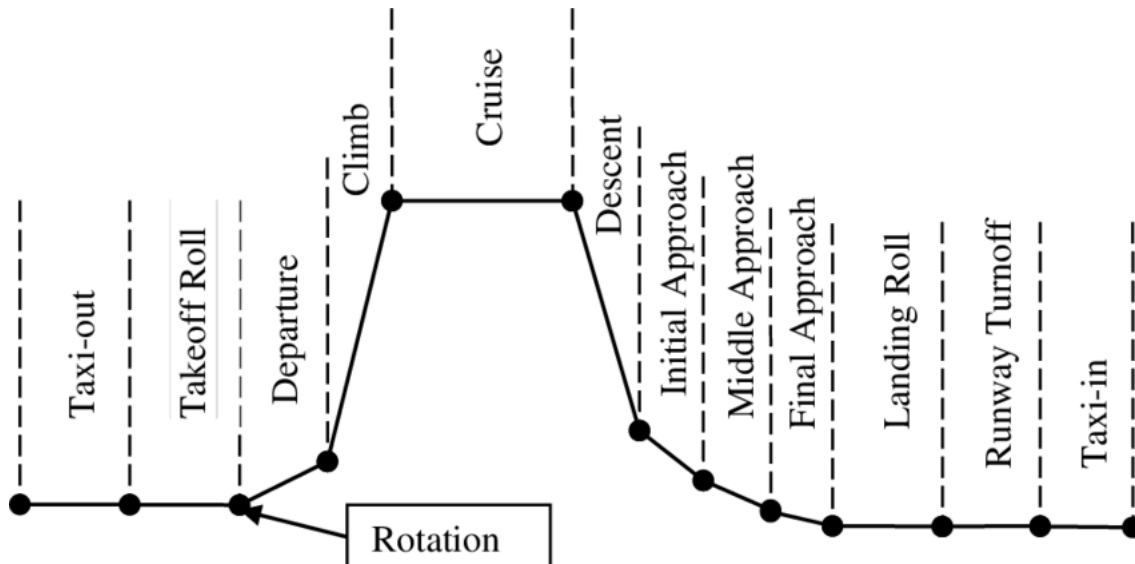 Taxi-out
Takeoff Roll
Departure
Climb
Cruise
Descent
Initial Approach
Middle Approach
Final Approach
Landing Roll
Runway Turnoff
Taxi-in
Rotation